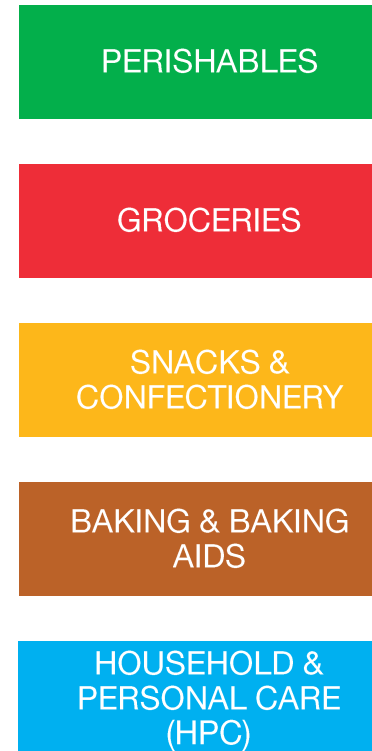 PERISHABLES
GROCERIES
SNACKS &
CONFECTIONERY
BAKING & BAKING
AIDS
HOUSEHOLD &
PERSONAL CARE
(HPC)